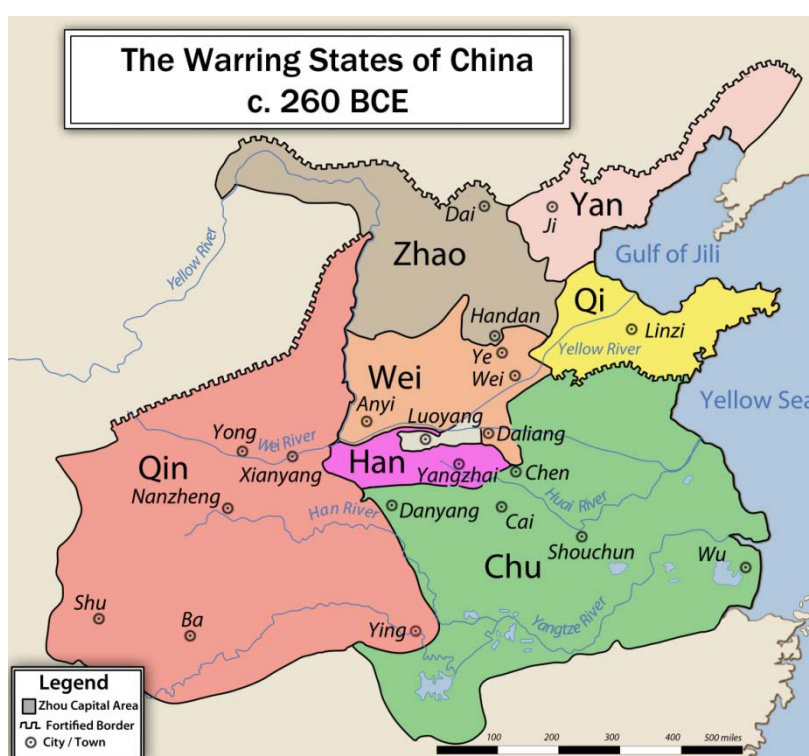 The Warring States of China
c. 260 BCE
Dai
Ji
Yan
Zhao
Gulf of Jili
Yellow River
Qi
Linzi
Handan
Ye
Yellow River
Wei
Wei
Anyi
Luoyang
Yellow Sea
Yong
Wei River
Daliang
Qin
Xianyang
Han
Yangzhai
Chen
Nanzheng
Han River
Danyang
Cai
Huai River
Shouchun
Chu
Wu
Shu
Ba
Ying
Yangtze River
Legend
Zhou Capital Area
Fortified Border
City / Town
100 200 300 400 500 miles